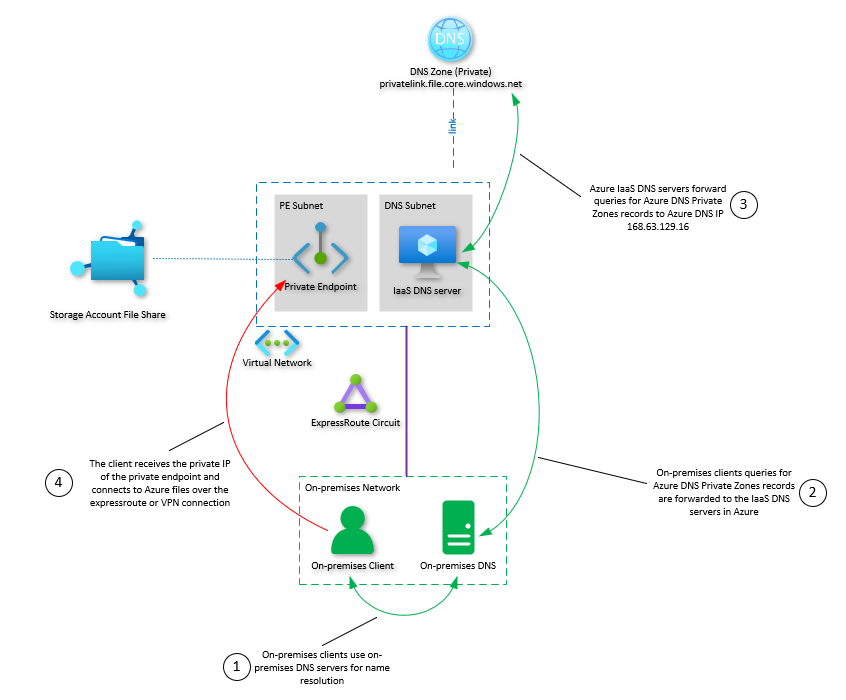 DNS
DNS Zone (Private)
privatelink.file.core.windows.net
link
Azure IaaS DNS servers forward
queries for Azure DNS Private
Zones records to Azure DNS IP
168.63.129.16
3
PE Subnet
DNS Subnet
Private Endpoint
IaaS DNS server
Storage Account File Share
Virtual Network
ExpressRoute Circuit
4
The client receives the private IP
of the private endpoint and
connects to Azure files over the
expressroute or VPN connection
On-premises clients queries for
Azure DNS Private Zones records
are forwarded to the IaaS DNS
servers in Azure
2
On-premises Network
On-premises Client
On-premises DNS
1
On-premises clients use on-
premises DNS servers for name
resolution